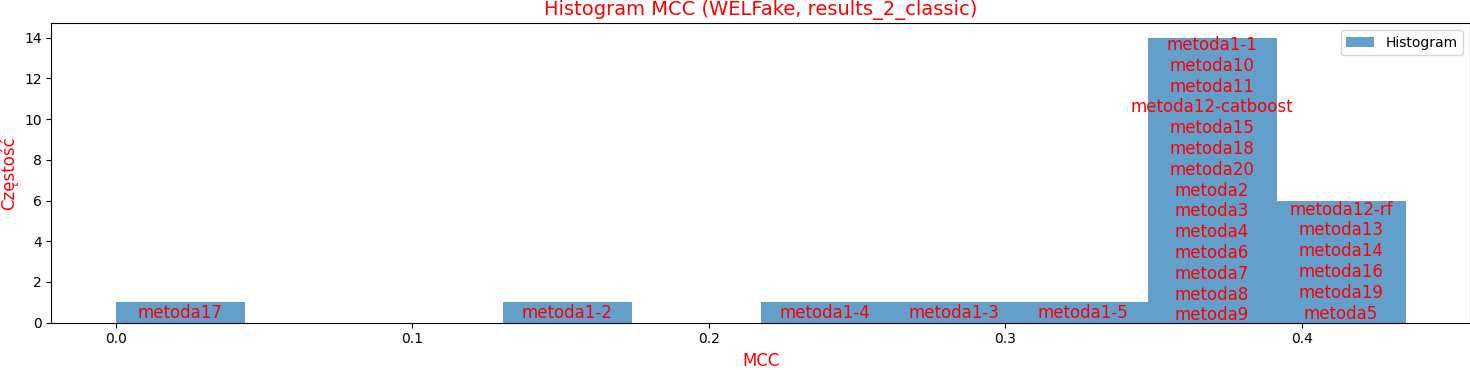 Histogram MCC (WELFake, results_2_classic)
Histogram
Częstość
14
12
10
8
6
4
2
0
metoda17
metoda1-2
metoda1-4
metoda1-3
metoda1-5
metoda1-1
metoda10
metoda11
metoda12-catboost
metoda15
metoda18
metoda20
metoda2
metoda3
metoda4
metoda6
metoda7
metoda8
metoda9
metoda12-rf
metoda13
metoda14
metoda16
metoda19
metoda5
0.0
0.1
0.2
0.3
0.4
MCC